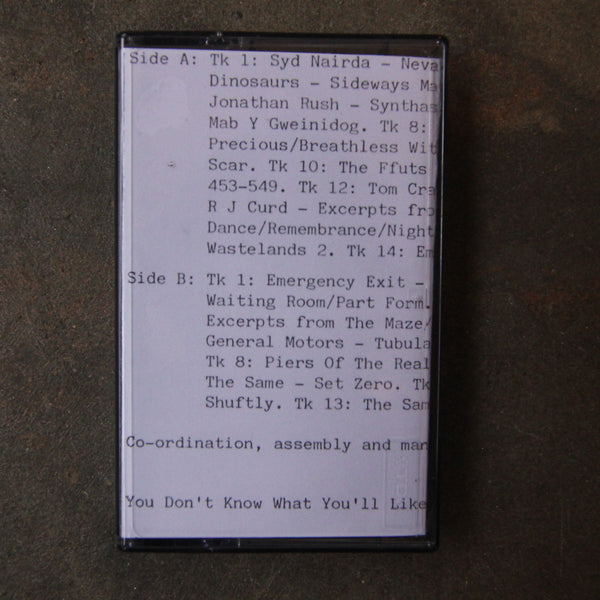 Side A: Tk 1: Syd Nairda - Neva
Dinosaurs - Sideways Ma
Jonathan Rush - Synthas
Mab Y Gweinidog. Tk 8:
Precious/Breathless Wit
Scar. Tk 10: The Ffuts
453-549. Tk 12: Tom Cra
R J Curd - Excerpts fro
Dance/Remembrance/Night
Wastelands 2. Tk 14: Em
Side B: Tk 1: Emergency Exit -
Waiting Room/Part Form.
Excerpts from The Maze/
General Motors - Tubula
Tk 8: Piers Of The Real
The Same - Set Zero. Tk
Shuftly. Tk 13: The Sam
Co-ordination, assembly and man
You Don't Know What You'll Like